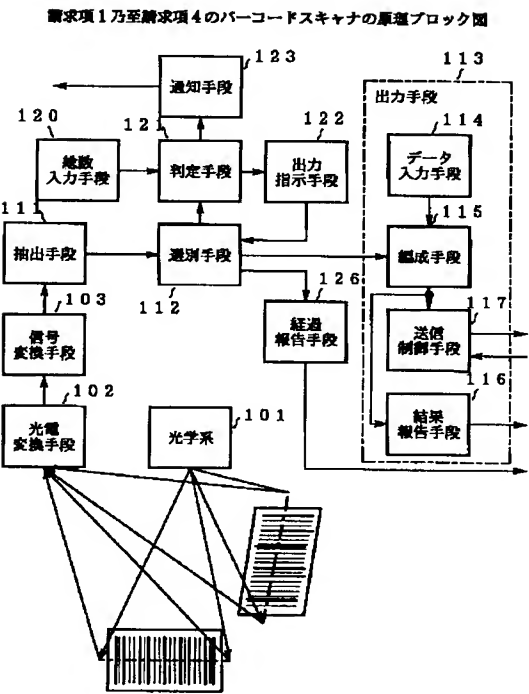 請求項1乃至請求項4のバーコードスキャナの原理ブロック図
123
113
通知手段
出力手段
120
121
122
114
総数
入力手段
判定手段
出力
指示手段
データ
入力手段
111
115
抽出手段
選別手段
編成手段
103
112
126
117
信号
変換手段
経過
報告手段
送信
制御手段
102
101
116
光電
変換手段
光学系
結果
報告手段